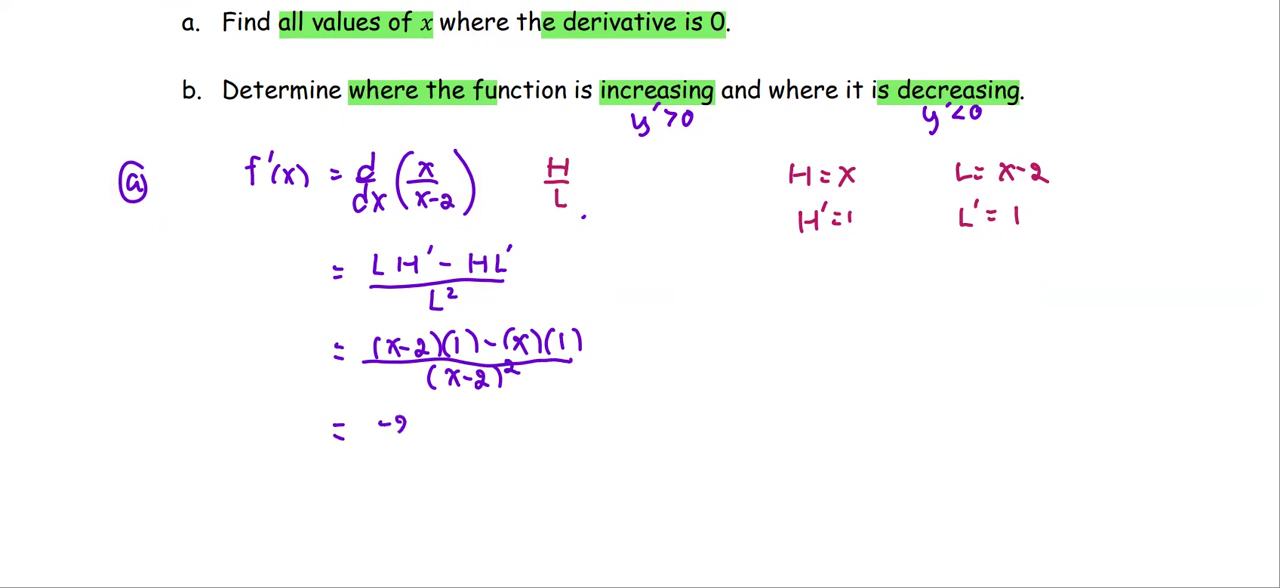 a. Find all values of x where the derivative is 0.
b. Determine where the function is increasing and where it is decreasing.
y' > 0 y' < 0
ⓐ f'(x) = d/dx (x/(x-2)) H/L H = x L = x-2
H' = 1 L' = 1
= (LH' - HL')/L²
= ((x-2)(1) - (x)(1))/(x-2)²
= -2